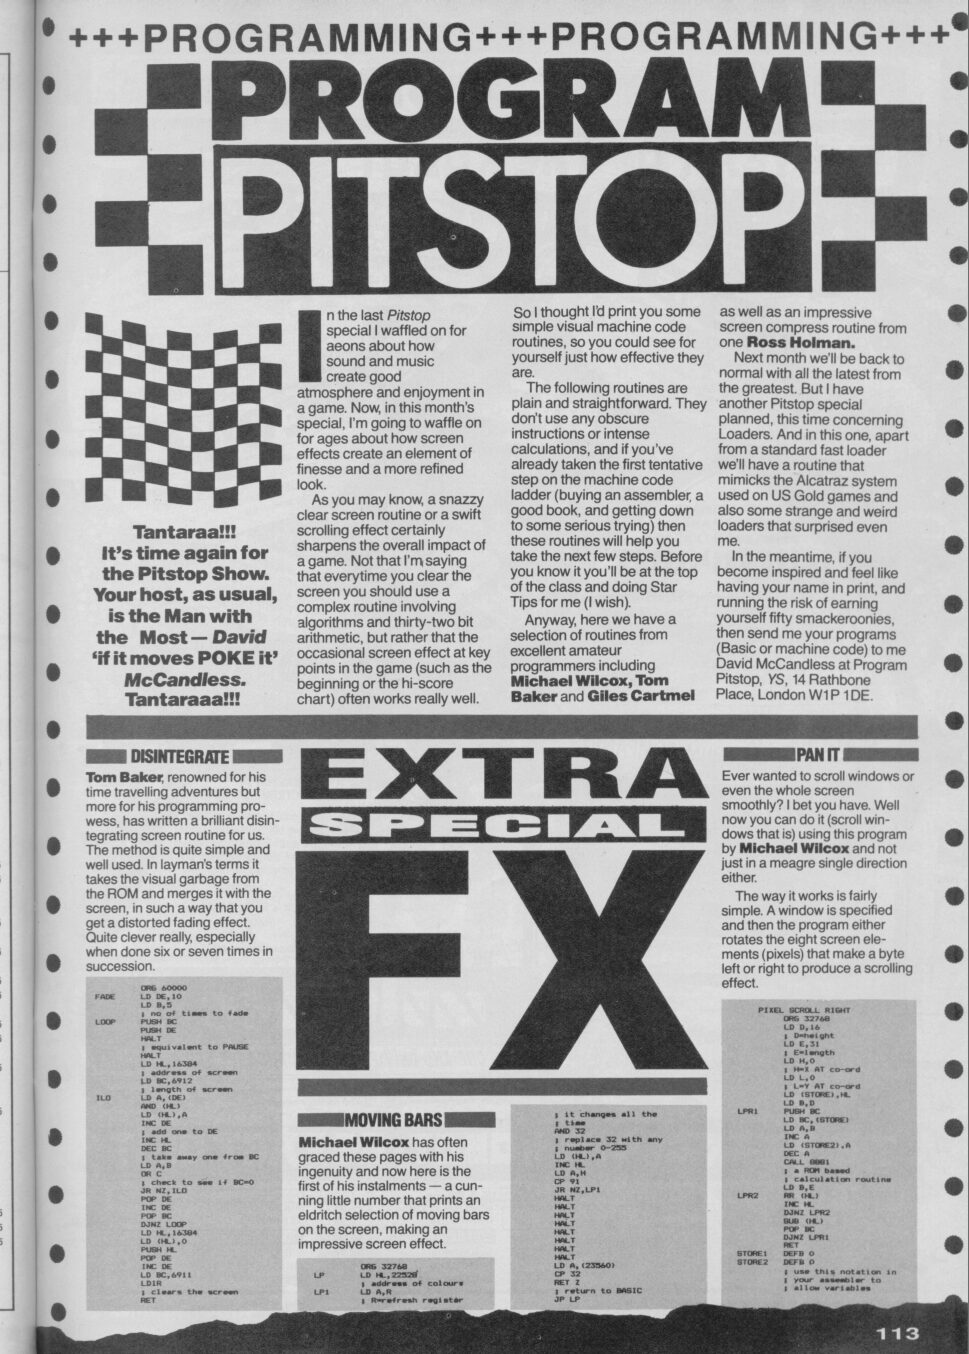 +++PROGRAMMING+++PROGRAMMING+++
PROGRAM
PITSTOP
Tantaraa!!!
It's time again for
the Pitstop Show.
Your host, as usual,
is the Man with
the Most — David
'if it moves POKE it'
McCandless.
Tantaraaa!!!
In the last Pitstop
special I waffled on for
aeons about how
sound and music
create good
atmosphere and enjoyment in
a game. Now, in this month's
special, I'm going to waffle on
for ages about how screen
effects create an element of
finesse and a more refined
look.
As you may know, a snazzy
clear screen routine or a swift
scrolling effect certainly
sharpens the overall impact of
a game. Not that I'm saying
that everytime you clear the
screen you should use a
complex routine involving
algorithms and thirty-two bit
arithmetic, but rather that the
occasional screen effect at key
points in the game (such as the
beginning or the hi-score
chart) often works really well.
So I thought I'd print you some
simple visual machine code
routines, so you could see for
yourself just how effective they
are.
The following routines are
plain and straightforward. They
don't use any obscure
instructions or intense
calculations, and if you've
already taken the first tentative
step on the machine code
ladder (buying an assembler, a
good book, and getting down
to some serious trying) then
these routines will help you
take the next few steps. Before
you know it you'll be at the top
of the class and doing Star
Tips for me (I wish).
Anyway, here we have a
selection of routines from
excellent amateur
programmers including
Michael Wilcox, Tom
Baker and Giles Cartmel
as well as an impressive
screen compress routine from
one Ross Holman.
Next month we'll be back to
normal with all the latest from
the greatest. But I have
another Pitstop special
planned, this time concerning
Loaders. And in this one, apart
from a standard fast loader
we'll have a routine that
mimicks the Alcatraz system
used on US Gold games and
also some strange and weird
loaders that surprised even
me.
In the meantime, if you
become inspired and feel like
having your name in print, and
running the risk of earning
yourself fifty smackeroonies,
then send me your programs
(Basic or machine code) to me
David McCandless at Program
Pitstop, YS, 14 Rathbone
Place, London W1P 1DE.
EXTRA
SPECIAL
FX
DISINTEGRATE
Tom Baker, renowned for his
time travelling adventures but
more for his programming pro-
wess, has written a brilliant disin-
tegrating screen routine for us.
The method is quite simple and
well used. In layman's terms it
takes the visual garbage from
the ROM and merges it with the
screen, in such a way that you
get a distorted fading effect.
Quite clever really, especially
when done six or seven times in
succession.
ORG 60000
FADE LD DE,10
LD B,5
; no of times to fade
LOOP PUSH BC
PUSH DE
HALT
; equivalent to PAUSE
HALT
LD HL,16384
; address of screen
LD BC,6912
; length of screen
ILO LD A,(DE)
AND (HL)
LD (HL),A
INC DE
; add one to DE
INC HL
DEC BC
; take away one from BC
LD A,B
OR C
; check to see if BC=0
JR NZ,ILO
POP DE
INC DE
POP BC
DJNZ LOOP
LD HL,16384
LD (HL),0
PUSH HL
POP DE
INC DE
LD BC,6911
LDIR
; clears the screen
RET
MOVING BARS
Michael Wilcox has often
graced these pages with his
ingenuity and now here is the
first of his instalments — a cun-
ning little number that prints an
eldritch selection of moving bars
on the screen, making an
impressive screen effect.
ORG 32768
LP LD HL,22528
; address of colours
LP1 LD A,R
; R=refresh register
; it changes all the
; time
AND 32
; replace 32 with any
; number 0-255
LD (HL),A
INC HL
LD A,H
CP 91
JR NZ,LP1
HALT
HALT
HALT
HALT
HALT
HALT
HALT
HALT
LD A,(23560)
CP 32
RET Z
; return to BASIC
JP LP
PAN IT
Ever wanted to scroll windows or
even the whole screen
smoothly? I bet you have. Well
now you can do it (scroll win-
dows that is) using this program
by Michael Wilcox and not
just in a meagre single direction
either.
The way it works is fairly
simple. A window is specified
and then the program either
rotates the eight screen ele-
ments (pixels) that make a byte
left or right to produce a scrolling
effect.
PIXEL SCROLL RIGHT
ORG 32768
LD D,16
; D=height
LD E,31
; E=length
LD H,0
; H=X AT co-ord
LD L,0
; L=Y AT co-ord
LD (STORE),HL
LD B,D
LPR1 PUSH BC
LD BC,(STORE)
LD A,B
INC A
LD (STORE2),A
DEC A
CALL 8881
; a ROM based
; calculation routine
LD B,E
LPR2 RR (HL)
INC HL
DJNZ LPR2
SUB (HL)
POP BC
DJNZ LPR1
RET
STORE1 DEFB 0
STORE2 DEFB 0
; use this notation in
; your assembler to
; allow variables
113